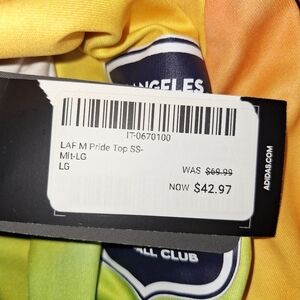 NGELES
IT-0670100
LAF M Pride Top SS-
Mlt-LG
LG
WAS $69.99
NOW $42.97
ADIDAS.COM
LL CLUB